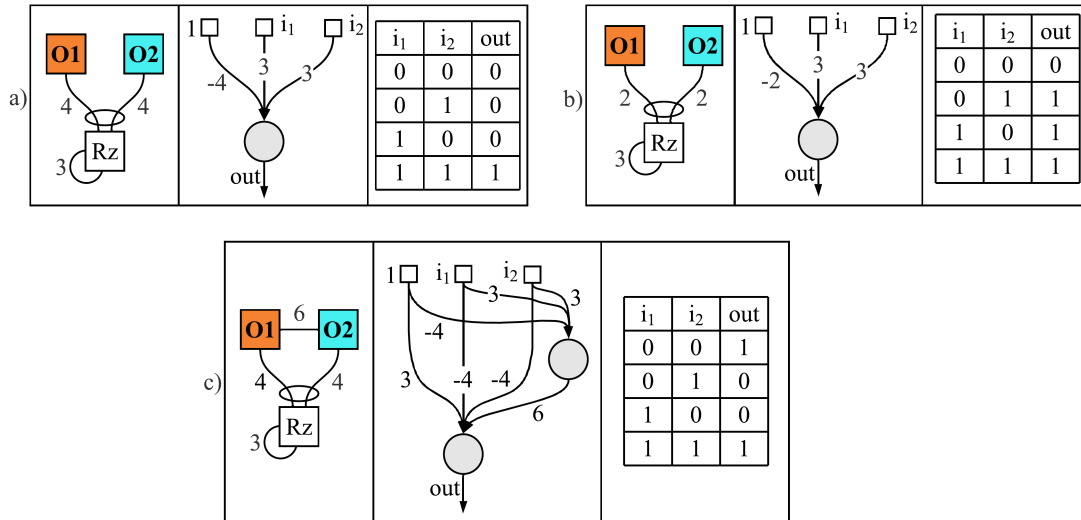 a)
O1 O2
4 4
Rz
3
1 i₁ i₂
-4 3 3
out
i₁ i₂ out
0 0 0
0 1 0
1 0 0
1 1 1
b)
O1 O2
2 2
Rz
3
1 i₁ i₂
-2 3 3
out
i₁ i₂ out
0 0 0
0 1 1
1 0 1
1 1 1
c)
O1 6 O2
4 4
Rz
3
1 i₁ i₂
3 3
-4
3 -4 -4
6
out
i₁ i₂ out
0 0 1
0 1 0
1 0 0
1 1 1